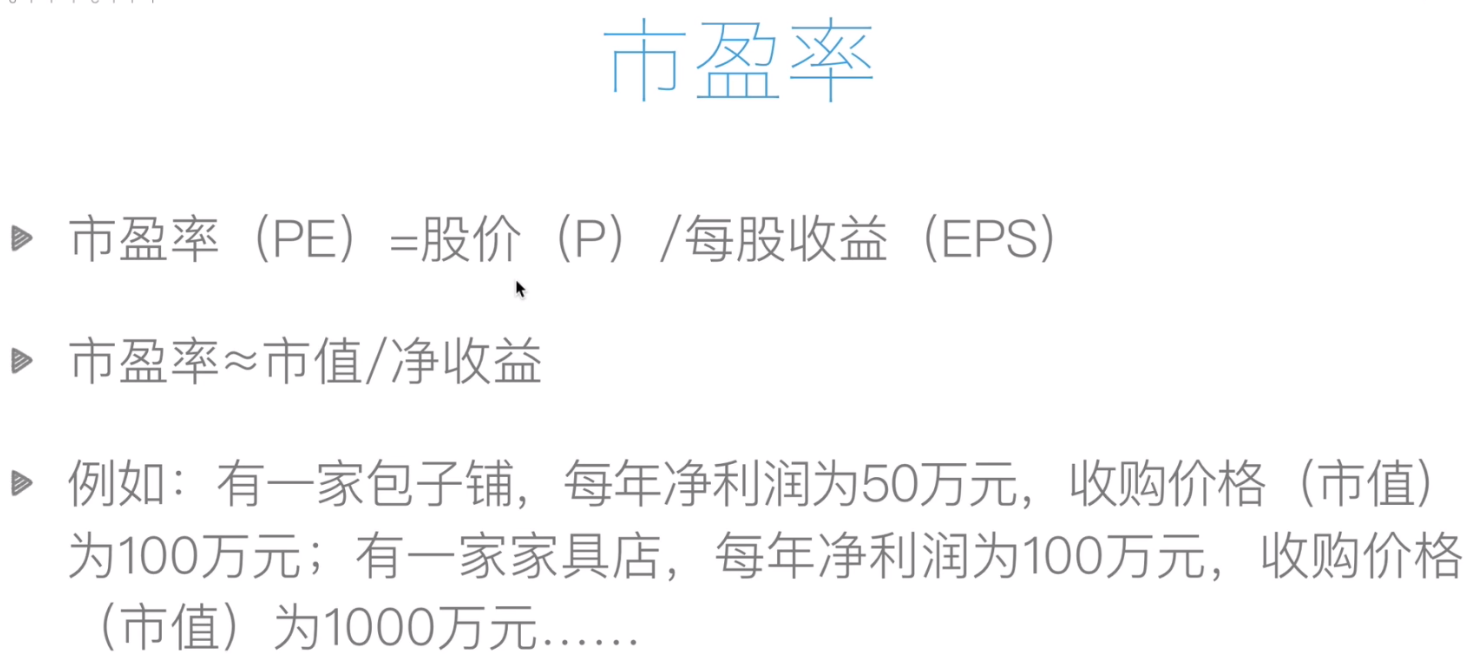 市盈率
市盈率（PE）=股价（P）/每股收益（EPS）
市盈率≈市值/净收益
例如：有一家包子铺，每年净利润为50万元，收购价格（市值）
为100万元；有一家家具店，每年净利润为100万元，收购价格
（市值）为1000万元……